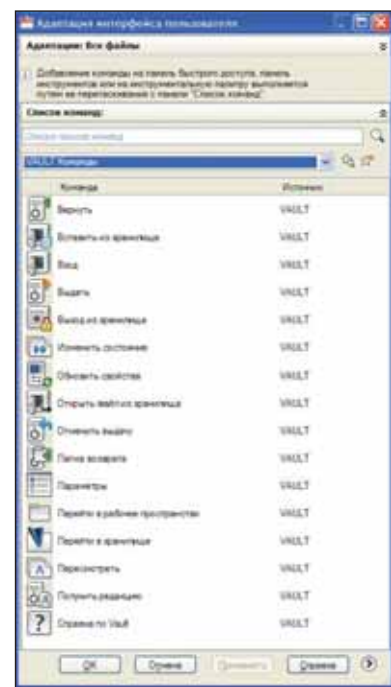 Адаптация интерфейса пользователя
Адаптации: Все файлы
Добавление команды на панель быстрого доступа, панель
инструментов или на инструментальную палитру выполняется
путем ее перетаскивания с панели "Список команд"
Список команд:
VAULT Команды
Команда Источник
Вернуть VAULT
Вставить из хранилища VAULT
Вход VAULT
Выдать VAULT
Выход из хранилища VAULT
Изменить состояние VAULT
Обновить свойства VAULT
Открыть файл из хранилища VAULT
Отменить выдачу VAULT
Папка возврата VAULT
Параметры VAULT
Перейти в рабочее пространство VAULT
Перейти в хранилище VAULT
A Пересмотреть VAULT
Получить редакцию VAULT
? Справка по Vault VAULT
OK Отмена Применить Справка